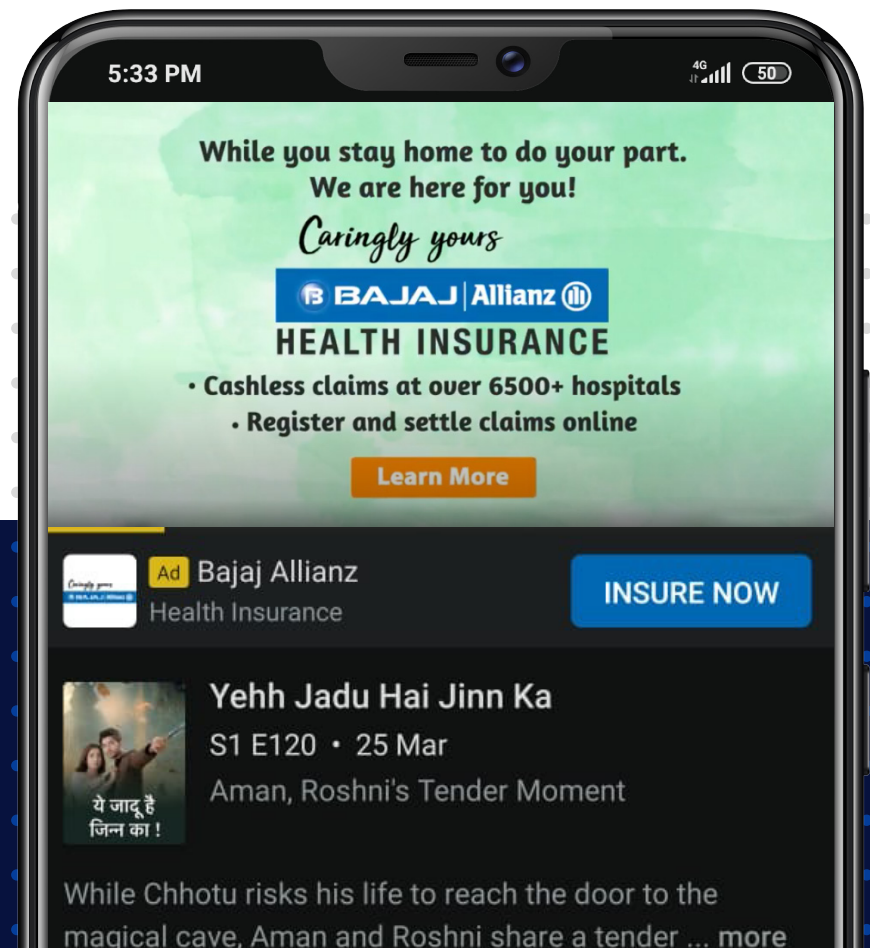 5:33 PM
4G
50
While you stay home to do your part.
We are here for you!
Caringly yours
BAJAJ | Allianz
HEALTH INSURANCE
• Cashless claims at over 6500+ hospitals
• Register and settle claims online
Learn More
Caringly yours
Ad Bajaj Allianz
Health Insurance
INSURE NOW
Yehh Jadu Hai Jinn Ka
S1 E120 • 25 Mar
Aman, Roshni's Tender Moment
ये जादू है
जिन्न का !
While Chhotu risks his life to reach the door to the
magical cave, Aman and Roshni share a tender ... more